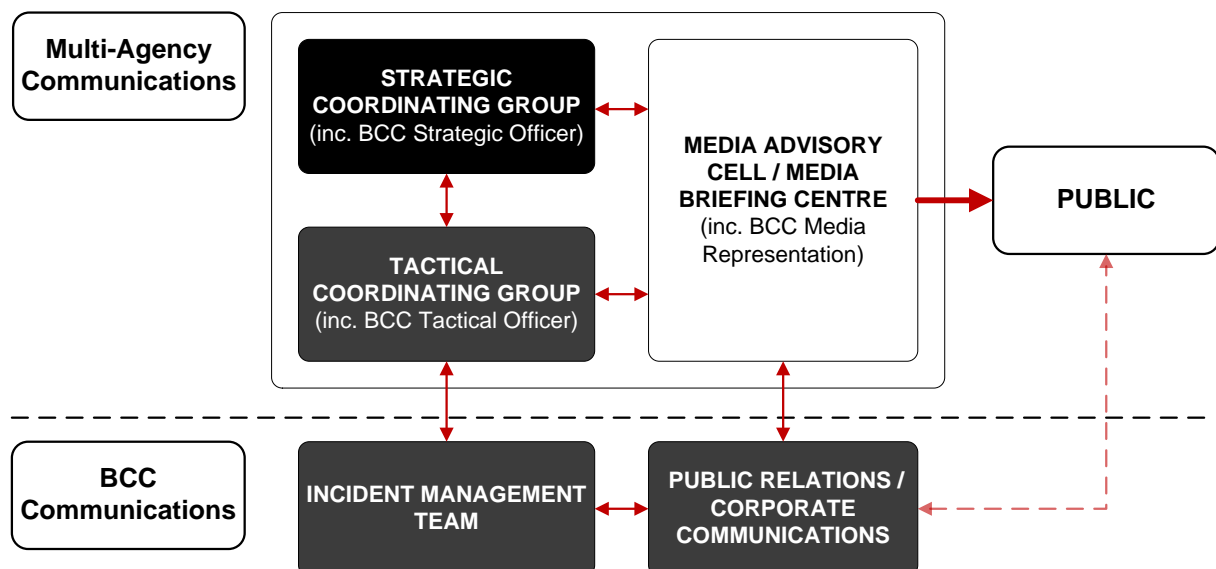 Multi-Agency
Communications
STRATEGIC
COORDINATING GROUP
(inc. BCC Strategic Officer)
TACTICAL
COORDINATING GROUP
(inc. BCC Tactical Officer)
MEDIA ADVISORY
CELL / MEDIA
BRIEFING CENTRE
(inc. BCC Media
Representation)
PUBLIC
BCC
Communications
INCIDENT MANAGEMENT
TEAM
PUBLIC RELATIONS /
CORPORATE
COMMUNICATIONS